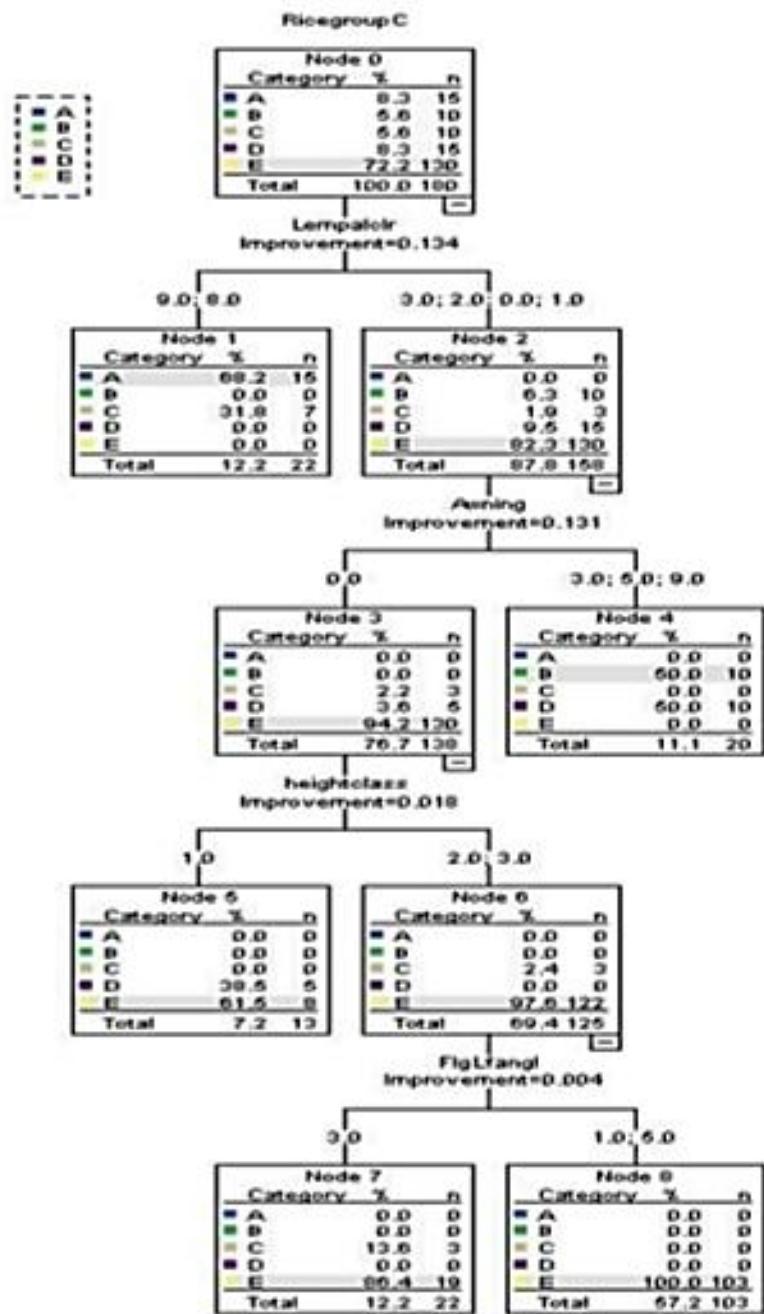 RicegroupC
A
B
C
D
E
Node 0
Category % n
A 8.3 15
B 5.6 10
C 5.6 10
D 8.3 15
E 72.2 130
Total 100.0 180
Lempalclr
Improvement=0.134
9.0; 8.0
3.0; 2.0; 0.0; 1.0
Node 1
Category % n
A 68.2 15
B 0.0 0
C 31.8 7
D 0.0 0
E 0.0 0
Total 12.2 22
Node 2
Category % n
A 0.0 0
B 6.3 10
C 1.9 3
D 9.5 15
E 82.3 130
Total 87.8 158
Awning
Improvement=0.131
0.0
3.0; 5.0; 9.0
Node 3
Category % n
A 0.0 0
B 0.0 0
C 2.2 3
D 3.6 5
E 94.2 130
Total 76.7 138
Node 4
Category % n
A 0.0 0
B 50.0 10
C 0.0 0
D 50.0 10
E 0.0 0
Total 11.1 20
heightclass
Improvement=0.018
1.0
2.0; 3.0
Node 5
Category % n
A 0.0 0
B 0.0 0
C 0.0 0
D 38.5 5
E 61.5 8
Total 7.2 13
Node 6
Category % n
A 0.0 0
B 0.0 0
C 2.4 3
D 0.0 0
E 97.6 122
Total 69.4 125
FlgLfangl
Improvement=0.004
3.0
1.0; 5.0
Node 7
Category % n
A 0.0 0
B 0.0 0
C 13.6 3
D 0.0 0
E 86.4 19
Total 12.2 22
Node 8
Category % n
A 0.0 0
B 0.0 0
C 0.0 0
D 0.0 0
E 100.0 103
Total 57.2 103